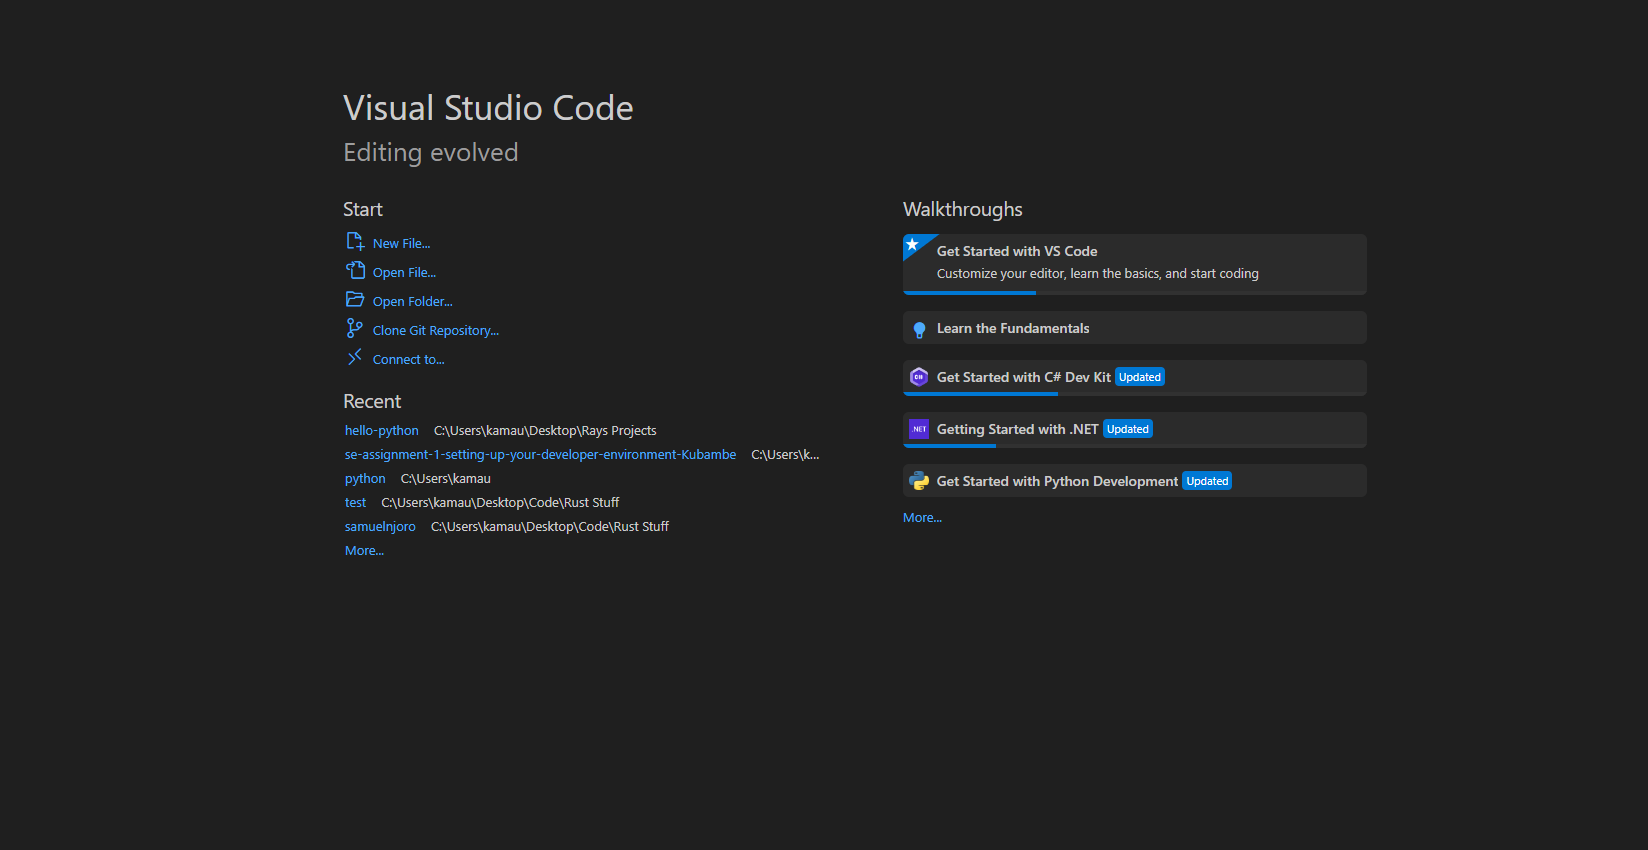 Visual Studio Code
Editing evolved
Start
New File...
Open File...
Open Folder...
Clone Git Repository...
Connect to...
Recent
hello-python C:\Users\kamau\Desktop\Rays Projects
se-assignment-1-setting-up-your-developer-environment-Kubambe C:\Users\k...
python C:\Users\kamau
test C:\Users\kamau\Desktop\Code\Rust Stuff
samuelnjoro C:\Users\kamau\Desktop\Code\Rust Stuff
More...
Walkthroughs
Get Started with VS Code
Customize your editor, learn the basics, and start coding
Learn the Fundamentals
Get Started with C# Dev Kit Updated
.NET Getting Started with .NET Updated
Get Started with Python Development Updated
More...